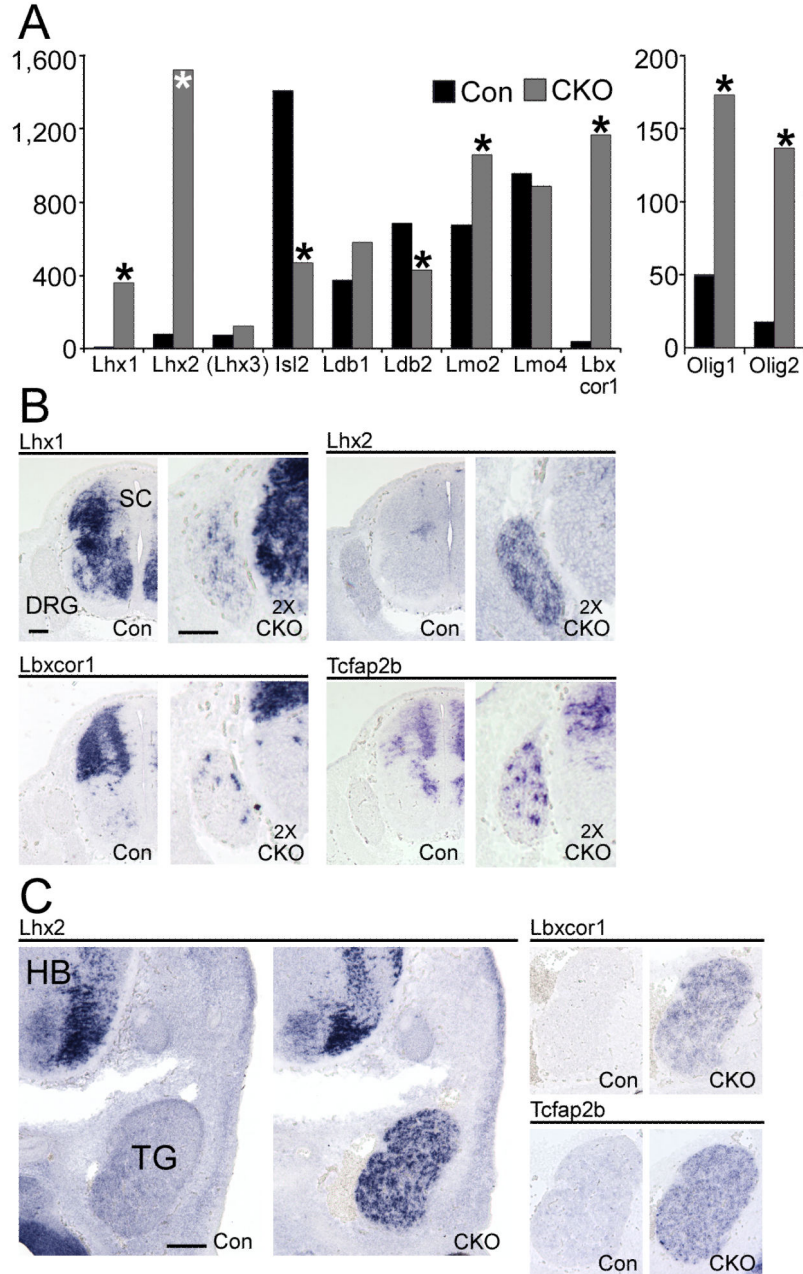 A
1,600
1,200
800
400
0
Con CKO
* * * * * *
Lhx1 Lhx2 (Lhx3) Isl2 Ldb1 Ldb2 Lmo2 Lmo4 Lbx
cor1
200
150
100
50
0
* *
Olig1 Olig2
B
Lhx1
SC
DRG
Con
2X
CKO
Lhx2
Con
2X
CKO
Lbxcor1
Con
2X
CKO
Tcfap2b
Con
2X
CKO
C
Lhx2
HB
TG
Con
CKO
Lbxcor1
Con
CKO
Tcfap2b
Con
CKO